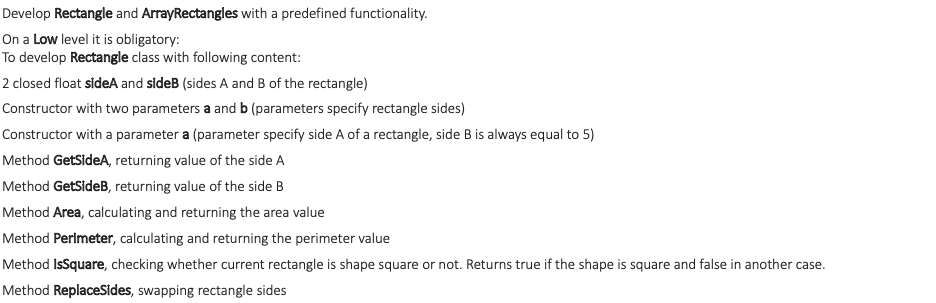 Develop Rectangle and ArrayRectangles with a predefined functionality.
On a Low level it is obligatory:
To develop Rectangle class with following content:
2 closed float sideA and sideB (sides A and B of the rectangle)
Constructor with two parameters a and b (parameters specify rectangle sides)
Constructor with a parameter a (parameter specify side A of a rectangle, side B is always equal to 5)
Method GetSideA, returning value of the side A
Method GetSideB, returning value of the side B
Method Area, calculating and returning the area value
Method Perimeter, calculating and returning the perimeter value
Method IsSquare, checking whether current rectangle is shape square or not. Returns true if the shape is square and false in another case.
Method ReplaceSides, swapping rectangle sides